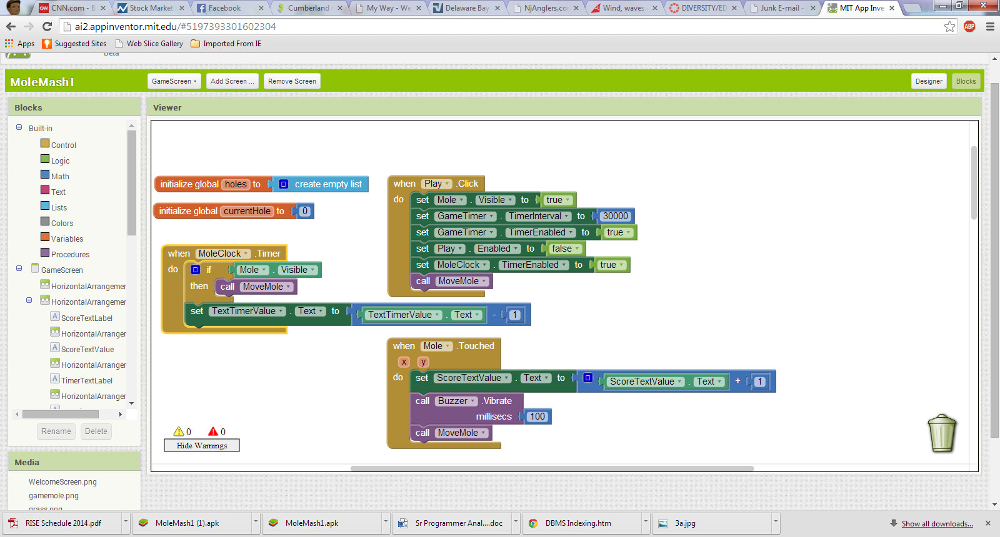 CNN.com - B
Stock Market
Facebook
Cumberland
My Way - We
Delaware Bay
NjAnglers.co
Wind, waves
DIVERSITY/ED
Junk E-mail -
MIT App Inve
ai2.appinventor.mit.edu/#5197393301602304
ABP
Apps
Suggested Sites
Web Slice Gallery
Imported From IE
Beta
MoleMash1
GameScreen
Add Screen ...
Remove Screen
Designer
Blocks
Blocks
Built-in
Control
Logic
Math
Text
Lists
Colors
Variables
Procedures
GameScreen
HorizontalArrangemer
HorizontalArrangemer
ScoreTextLabel
HorizontalArranger
ScoreTextValue
HorizontalArranger
TimerTextLabel
HorizontalArranger
Rename
Delete
Media
WelcomeScreen.png
gamemole.png
grass.png
Viewer
initialize global holes to create empty list
initialize global currentHole to 0
when MoleClock .Timer
do if Mole . Visible
then call MoveMole
set TextTimerValue . Text to TextTimerValue . Text - 1
when Play .Click
do set Mole . Visible to true
set GameTimer . TimerInterval to 30000
set GameTimer . TimerEnabled to true
set Play . Enabled to false
set MoleClock . TimerEnabled to true
call MoveMole
when Mole .Touched
x y
do set ScoreTextValue . Text to ScoreTextValue . Text + 1
call Buzzer .Vibrate
millisecs 100
call MoveMole
0 0
Hide Warnings
RISE Schedule 2014.pdf
MoleMash1 (1).apk
MoleMash1.apk
Sr Programmer Anal....doc
DBMS Indexing.htm
3a.jpg
Show all downloads...